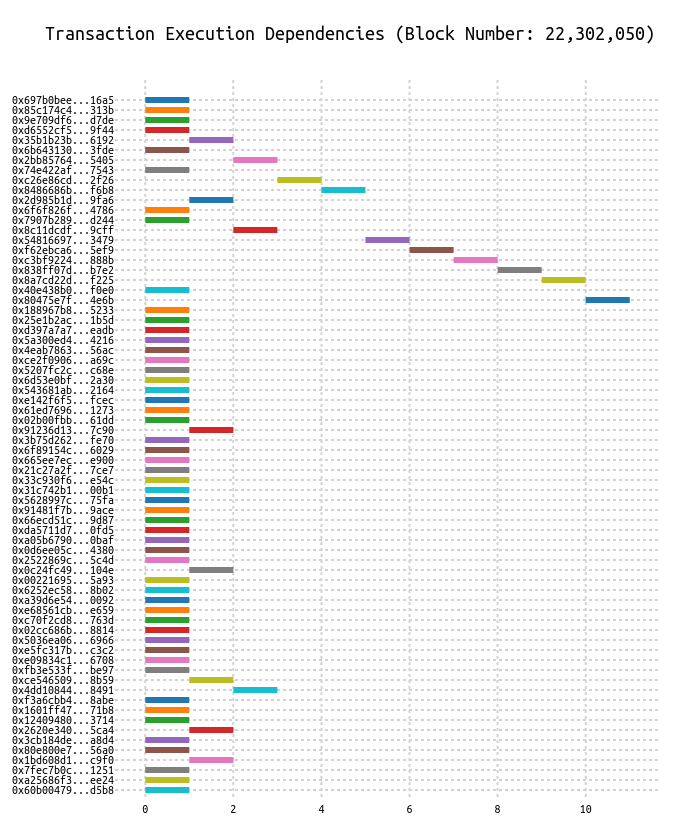 Transaction Execution Dependencies (Block Number: 22,302,050)
0x697b0bee...16a5
0x85c174c4...313b
0x9e709df6...d7de
0xd6552cf5...9f44
0x35b1b23b...6192
0x6b643130...3fde
0x2bb85764...5405
0x74e422af...7543
0xc26e86cd...2f26
0x8486686b...f6b8
0x2d985b1d...9fa6
0x6f6f826f...4786
0x7907b289...d244
0x8c11dcdf...9cff
0x54816697...3479
0xf62ebca6...5ef9
0xc3bf9224...888b
0x838ff07d...b7e2
0x8a7cd22d...f225
0x40e438b0...f0e0
0x80475e7f...4e6b
0x188967b8...5233
0x25e1b2ac...1b5d
0xd397a7a7...eadb
0x5a300ed4...4216
0x4eab7863...56ac
0xce2f0906...a69c
0x5207fc2c...c68e
0x6d53e0bf...2a30
0x543681ab...2164
0xe142f6f5...fcec
0x61ed7696...1273
0x02b00fbb...61dd
0x91236d13...7c90
0x3b75d262...fe70
0x6f89154c...6029
0x665ee7ec...e900
0x21c27a2f...7ce7
0x33c930f6...e54c
0x31c742b1...00b1
0x5628997c...75fa
0x91481f7b...9ace
0x66ecd51c...9d87
0xda5711d7...0fd5
0xa05b6790...0baf
0x0d6ee05c...4380
0x2522869c...5c4d
0x0c24fc49...104e
0x00221695...5a93
0x6252ec58...8b02
0xa39d6e54...0092
0xe68561cb...e659
0xc70f2cd8...763d
0x02cc686b...8814
0x5036ea06...6966
0xe5fc317b...c3c2
0xe09834c1...6708
0xfb3e533f...be97
0xce546509...8b59
0x4dd10844...8491
0xf3a6cbb4...8abe
0x1601ff47...71b8
0x12409480...3714
0x2620e340...5ca4
0x3cb184de...a8d4
0x80e800e7...56a0
0x1bd608d1...c9f0
0x7fec7b0c...1251
0xa25686f3...ee24
0x60b00479...d5b8
0 2 4 6 8 10